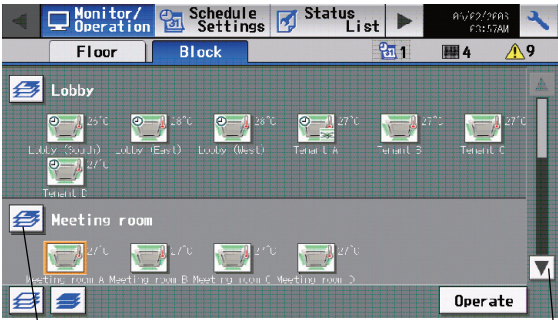 Monitor/ Operation
Schedule Settings
Status List
Floor
Block
1
4
9
Lobby
28°C
28°C
27°C
27°C
27°C
Lobby (South)
Lobby (East)
Lobby (West)
Tenant A
Tenant B
Tenant C
27°C
Tenant D
Meeting room
27°C
27°C
27°C
27°C
Meeting room A
Meeting room B
Meeting room C
Meeting room D
Operate